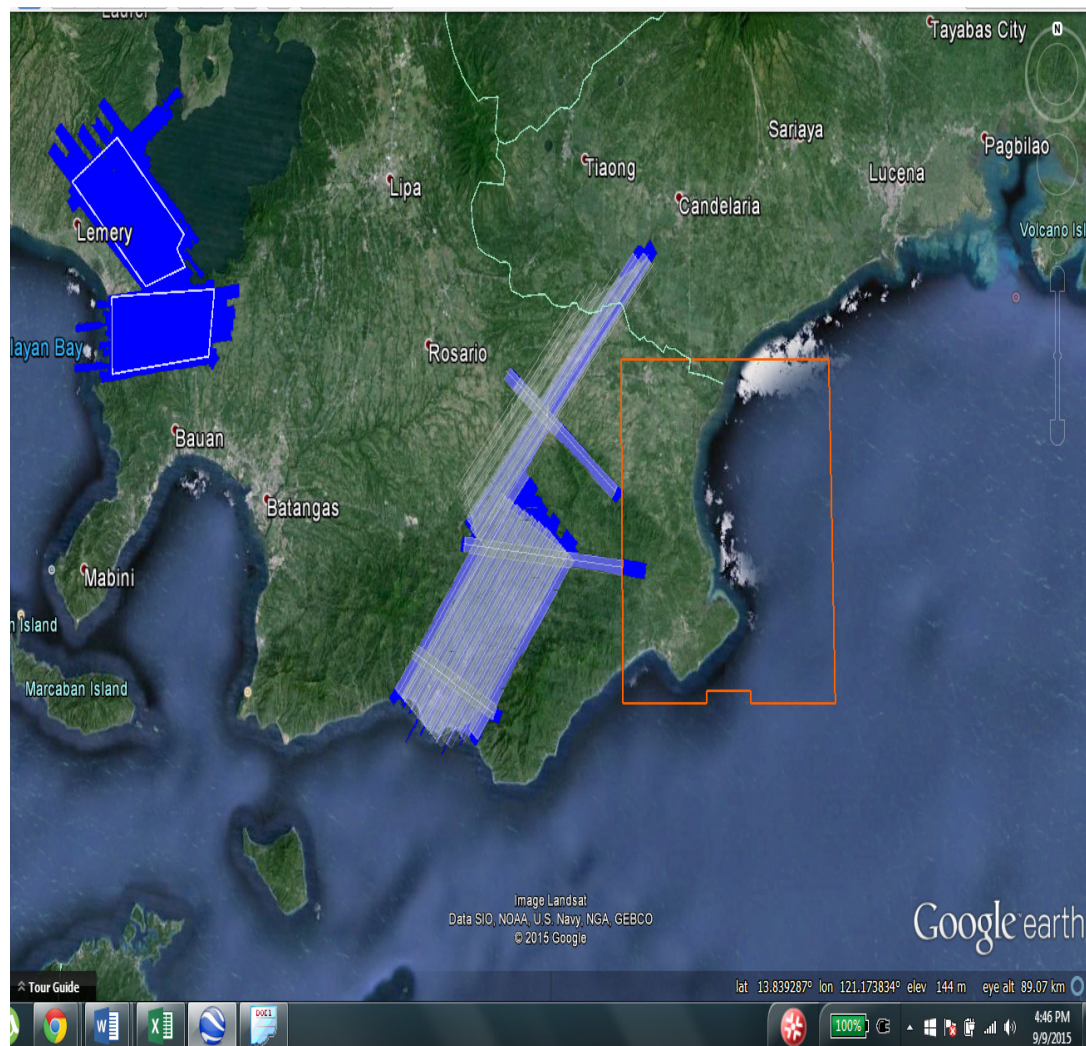 Tayabas City
N
Sariaya
Pagbilao
Tiaong
Lucena
Lipa
Candelaria
Lemery
Volcano Isl
layan Bay
Rosario
Bauan
Batangas
Mabini
n Island
Marcaban Island
Image Landsat
Data SIO, NOAA, U.S. Navy, NGA, GEBCO
© 2015 Google
Google earth
Tour Guide
lat 13.839287° lon 121.173834° elev 144 m eye alt 89.07 km
DOC1
100%
4:46 PM
9/9/2015